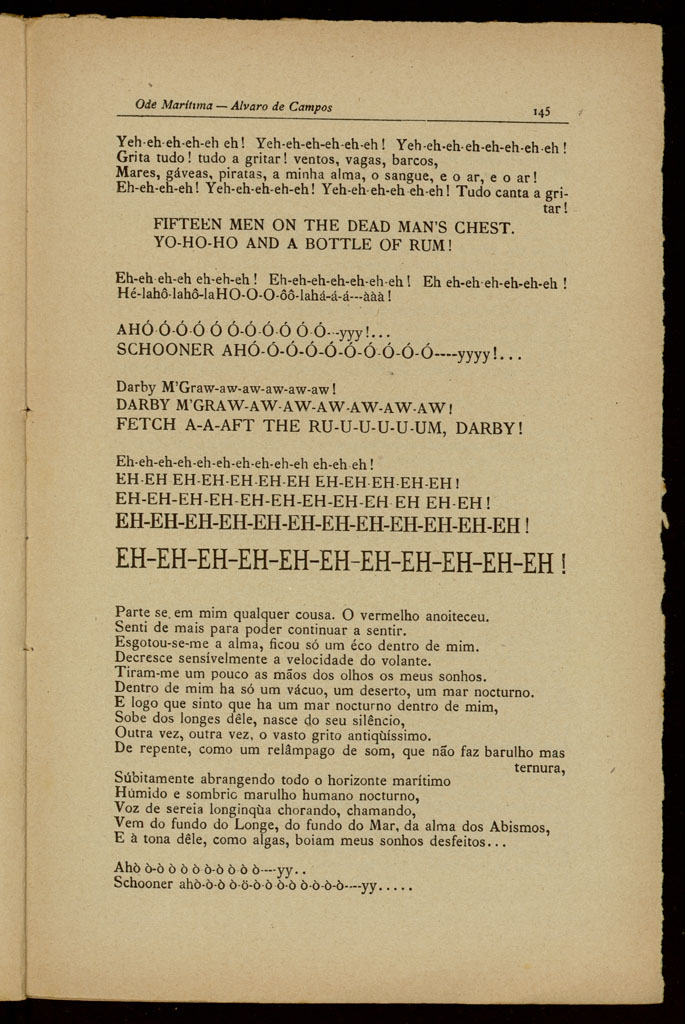 Ode Marítima — Alvaro de Campos
145
Yeh-eh-eh-eh-eh eh! Yeh-eh-eh-eh-eh-eh! Yeh-eh-eh-eh-eh-eh-eh-eh!
Grita tudo! tudo a gritar! ventos, vagas, barcos,
Mares, gáveas, piratas, a minha alma, o sangue, e o ar, e o ar!
Eh-eh-eh-eh! Yeh-eh-eh-eh-eh! Yeh-eh-eh-eh-eh-eh! Tudo canta a gri-
tar!
FIFTEEN MEN ON THE DEAD MAN'S CHEST.
YO-HO-HO AND A BOTTLE OF RUM!
Eh-eh-eh-eh eh-eh-eh! Eh-eh-eh-eh-eh-eh-eh! Eh eh-eh-eh-eh-eh-eh!
Hé-lahô-lahô-laHO-O-O-ôô-lahá-á-á---ààà!
AHÓ-Ó-Ó-Ó Ó Ó-Ó-Ó-Ó Ó Ó---yyy!...
SCHOONER AHÓ-Ó-Ó-Ó-Ó-Ó-Ó-Ó-Ó-Ó----yyyy!...
Darby M'Graw-aw-aw-aw-aw-aw!
DARBY M'GRAW-AW-AW-AW-AW-AW-AW!
FETCH A-A-AFT THE RU-U-U-U-U-UM, DARBY!
Eh-eh-eh-eh-eh-eh-eh-eh-eh-eh eh-eh eh!
EH-EH EH-EH-EH-EH-EH EH-EH-EH-EH-EH!
EH-EH-EH-EH-EH-EH-EH-EH-EH-EH EH EH-EH!
EH-EH-EH-EH-EH-EH-EH-EH-EH-EH-EH-EH!
EH-EH-EH-EH-EH-EH-EH-EH-EH-EH-EH!
Parte se em mim qualquer cousa. O vermelho anoiteceu.
Senti de mais para poder continuar a sentir.
Esgotou-se-me a alma, ficou só um éco dentro de mim.
Decresce sensívelmente a velocidade do volante.
Tiram-me um pouco as mãos dos olhos os meus sonhos.
Dentro de mim ha só um vácuo, um deserto, um mar nocturno.
E logo que sinto que ha um mar nocturno dentro de mim,
Sobe dos longes dêle, nasce do seu silêncio,
Outra vez, outra vez, o vasto grito antiqùissimo.
De repente, como um relâmpago de som, que não faz barulho mas
ternura,
Súbitamente abrangendo todo o horizonte marítimo
Húmido e sombrio marulho humano nocturno,
Voz de sereia longinqùa chorando, chamando,
Vem do fundo do Longe, do fundo do Mar, da alma dos Abismos,
E à tona dêle, como algas, boiam meus sonhos desfeitos...
Ahò ò-ò ò ò ò ò-ò ò ò ò----yy..
Schooner ahò-ò-ò ò-ò-ò-ò ò-ò ò-ò-ò-ò----yy.....